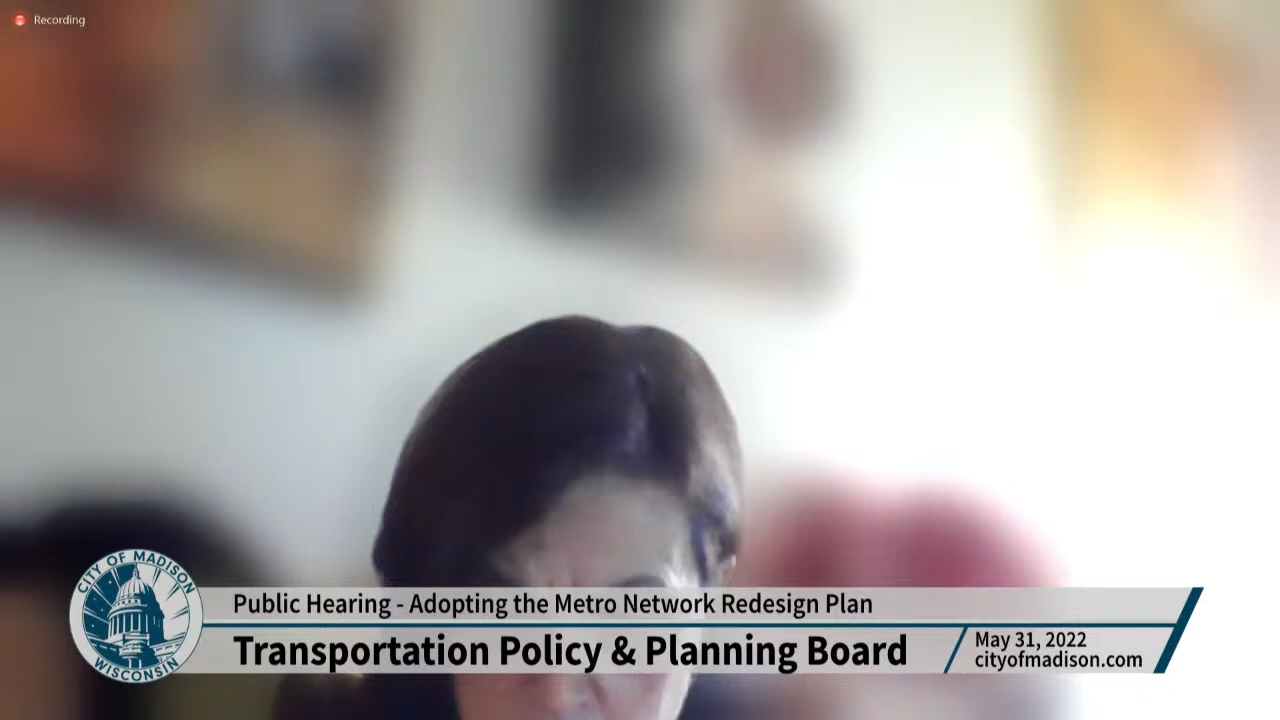 Recording
CITY OF MADISON
WISCONSIN
Public Hearing - Adopting the Metro Network Redesign Plan
Transportation Policy & Planning Board
May 31, 2022
cityofmadison.com